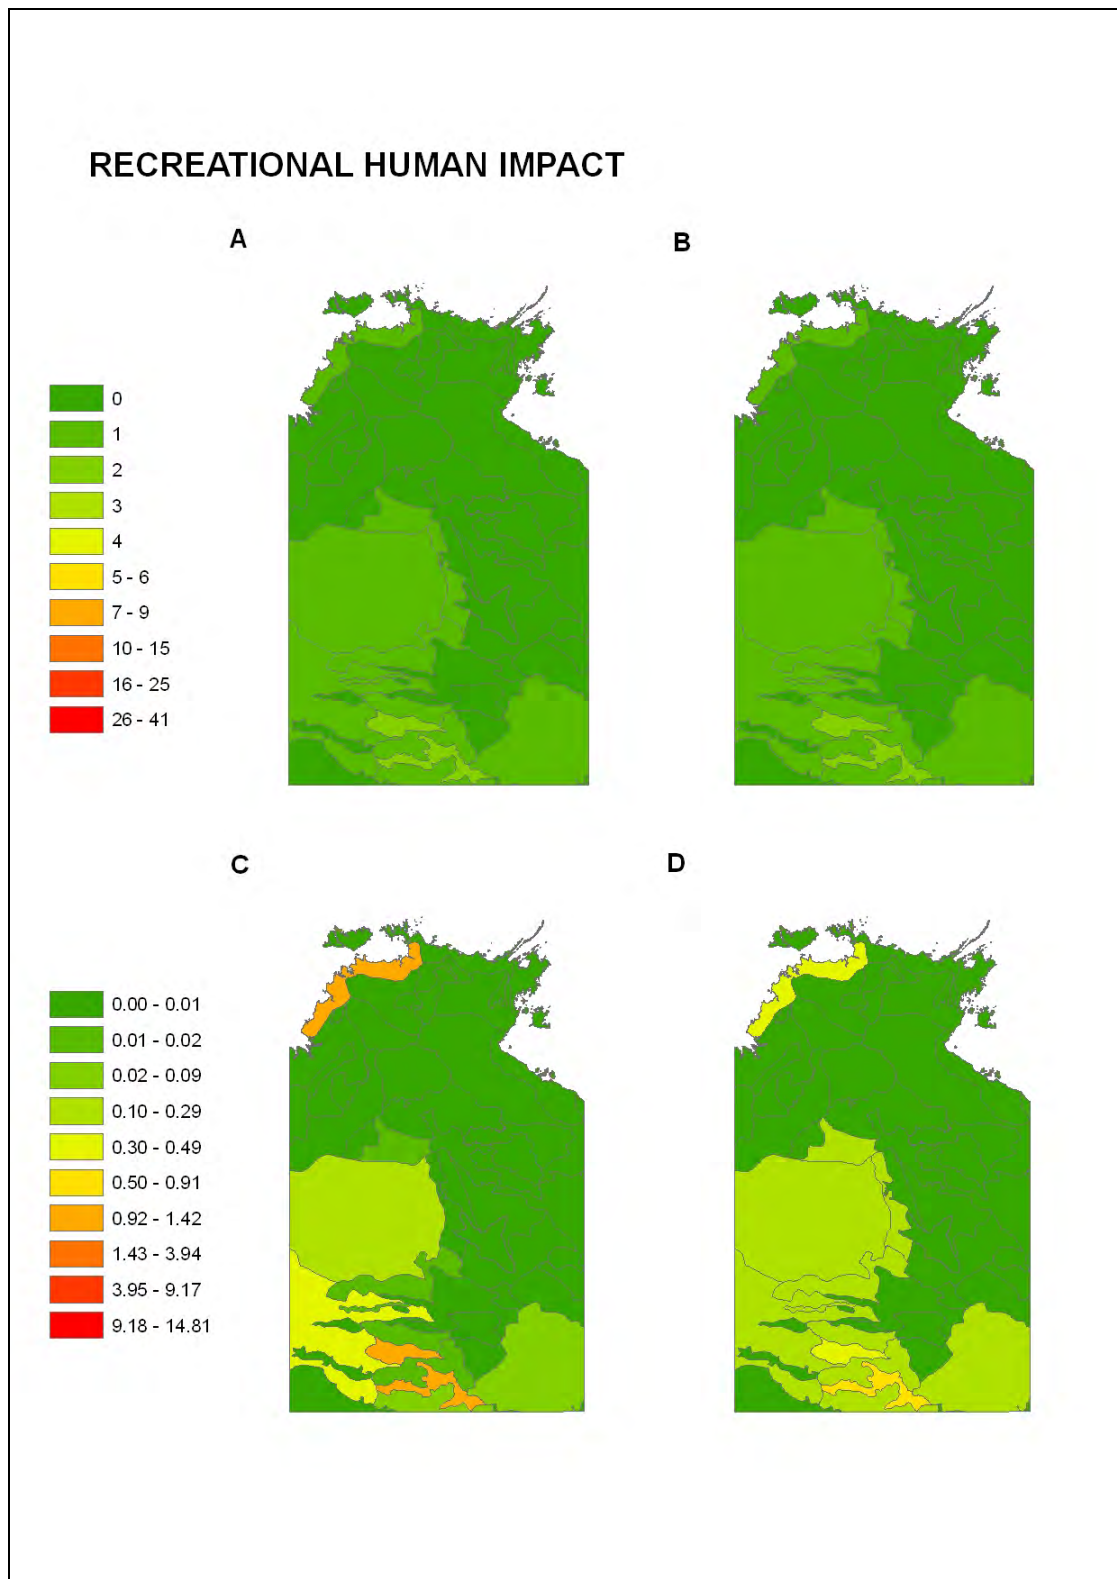 RECREATIONAL HUMAN IMPACT
A
B
0
1
2
3
4
5 - 6
7 - 9
10 - 15
16 - 25
26 - 41
C
D
0.00 - 0.01
0.01 - 0.02
0.02 - 0.09
0.10 - 0.29
0.30 - 0.49
0.50 - 0.91
0.92 - 1.42
1.43 - 3.94
3.95 - 9.17
9.18 - 14.81